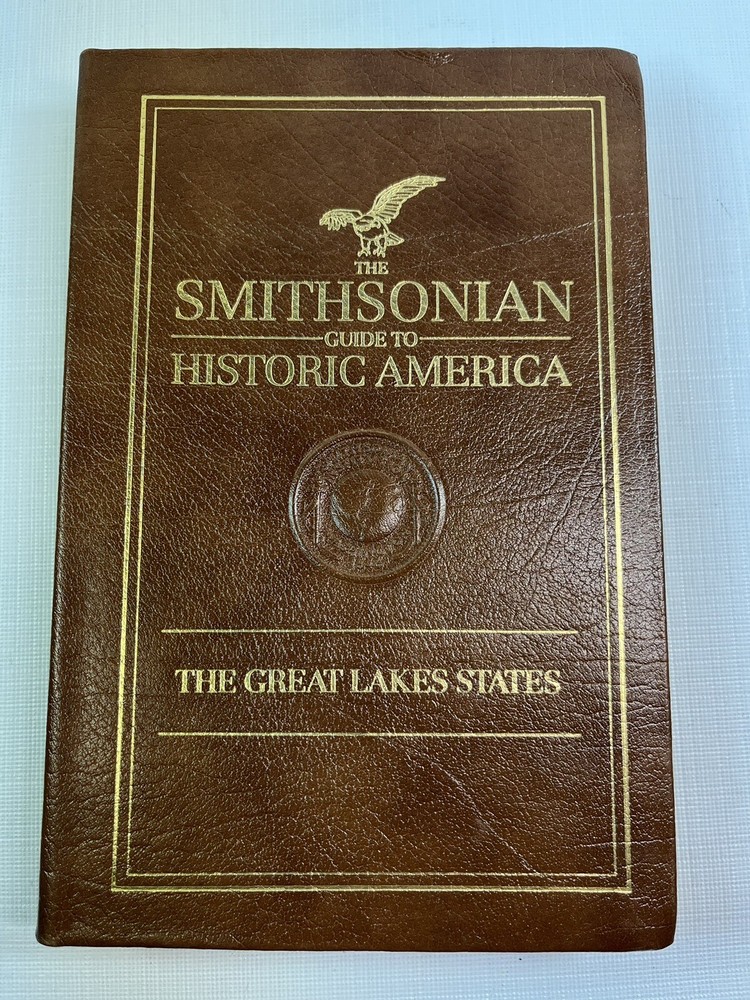 THE
SMITHSONIAN
GUIDE TO
HISTORIC AMERICA
THE GREAT LAKES STATES